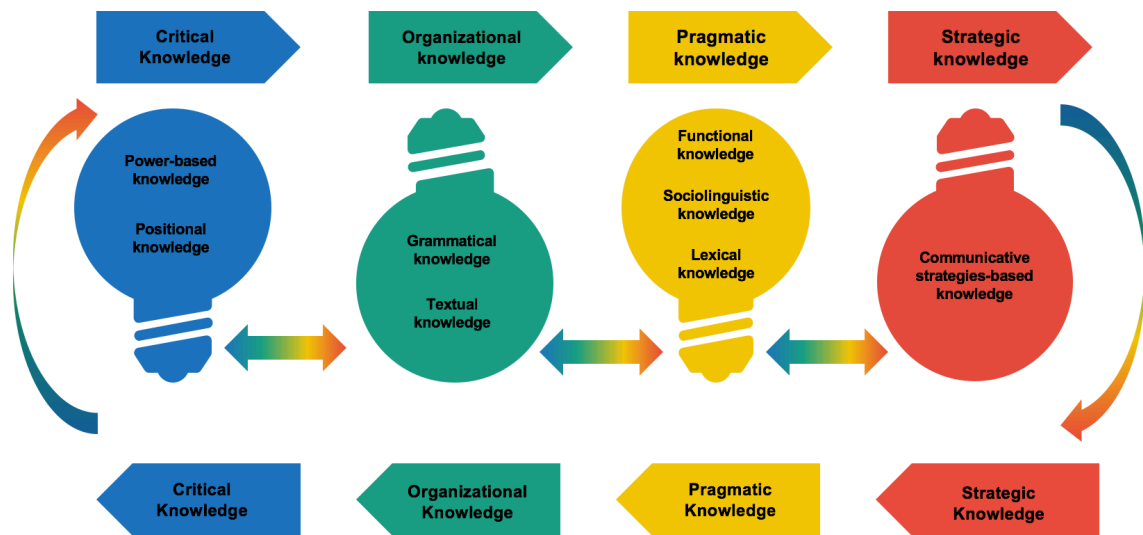 Critical
Knowledge
Organizational
knowledge
Pragmatic
knowledge
Strategic
knowledge
Power-based
knowledge
Positional
knowledge
Grammatical
knowledge
Textual
knowledge
Functional
knowledge
Sociolinguistic
knowledge
Lexical
knowledge
Communicative
strategies-based
knowledge
Critical
Knowledge
Organizational
Knowledge
Pragmatic
Knowledge
Strategic
Knowledge